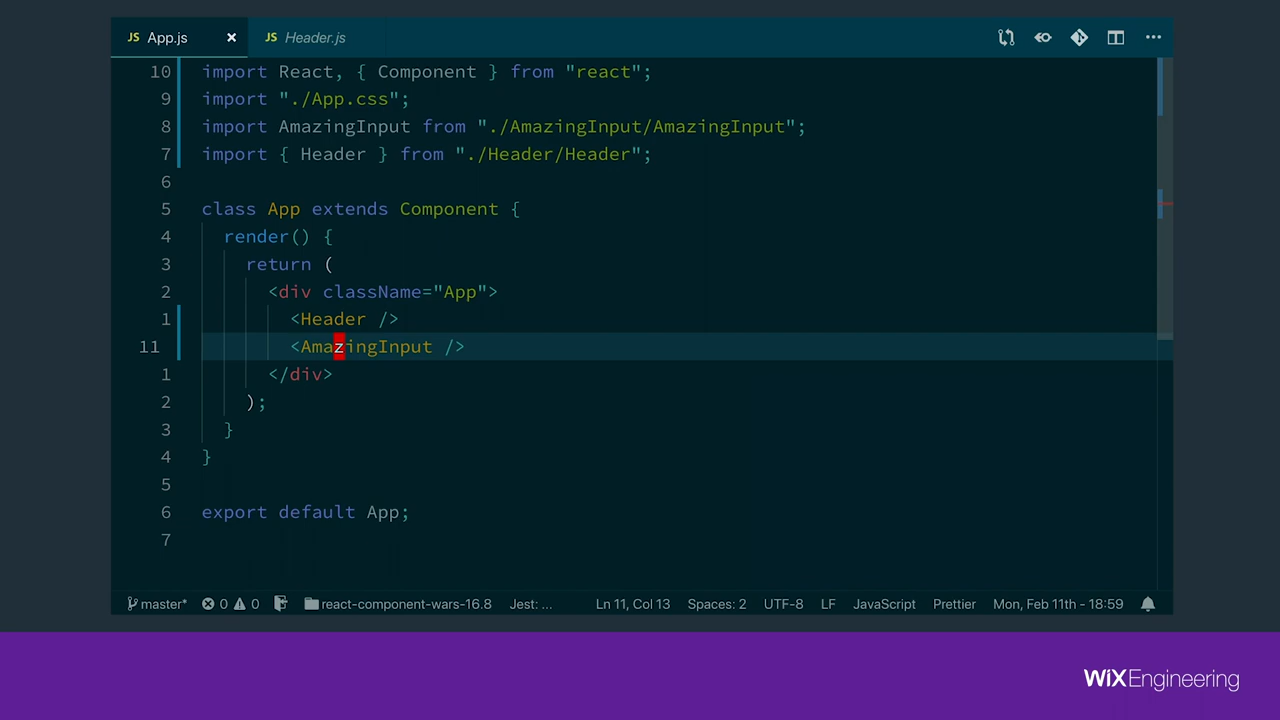 JS App.js × JS Header.js
10 import React, { Component } from "react";
9 import "./App.css";
8 import AmazingInput from "./AmazingInput/AmazingInput";
7 import { Header } from "./Header/Header";
6
5 class App extends Component {
4 render() {
3 return (
2 <div className="App">
1 <Header />
11 <AmazingInput />
1 </div>
2 );
3 }
4 }
5
6 export default App;
7
master* 0 0 react-component-wars-16.8 Jest: ... Ln 11, Col 13 Spaces: 2 UTF-8 LF JavaScript Prettier Mon, Feb 11th - 18:59
WiXEngineering